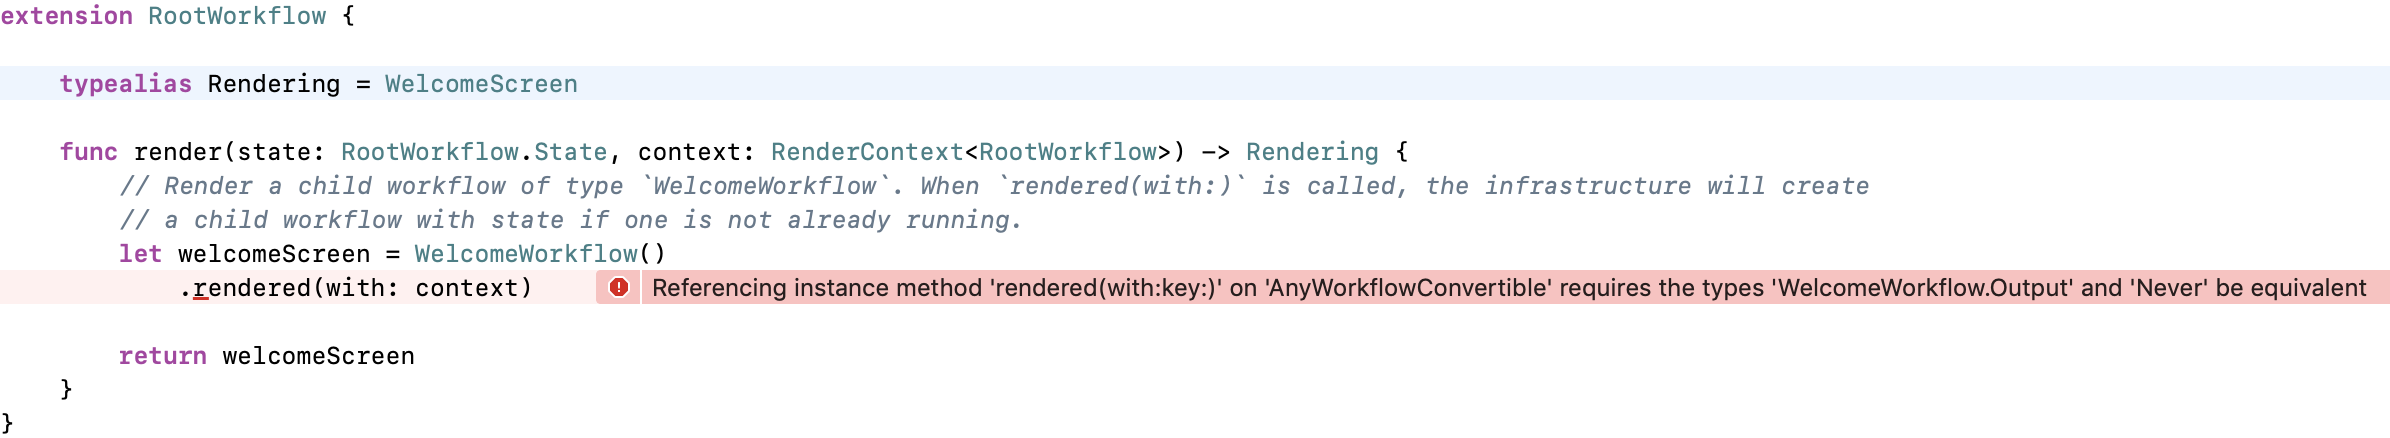 extension RootWorkflow {
    typealias Rendering = WelcomeScreen
    func render(state: RootWorkflow.State, context: RenderContext<RootWorkflow>) -> Rendering {
        // Render a child workflow of type `WelcomeWorkflow`. When `rendered(with:)` is called, the infrastructure will create
        // a child workflow with state if one is not already running.
        let welcomeScreen = WelcomeWorkflow()
            .rendered(with: context) Referencing instance method 'rendered(with:key:)' on 'AnyWorkflowConvertible' requires the types 'WelcomeWorkflow.Output' and 'Never' be equivalent
        return welcomeScreen
    }
}